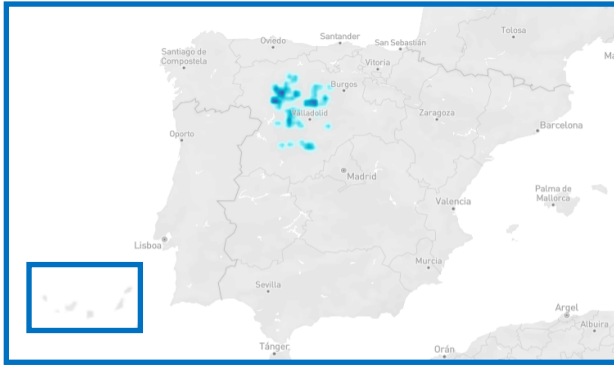 Tolosa
Oviedo
Santander
San Sebastián
Santiago de
Compostela
Vitoria
Burgos
Valladolid
Zaragoza
Barcelona
Oporto
Madrid
Palma de
Mallorca
Valencia
Lisboa
Murcia
Sevilla
Argel
Albuira
Tánger
Orán